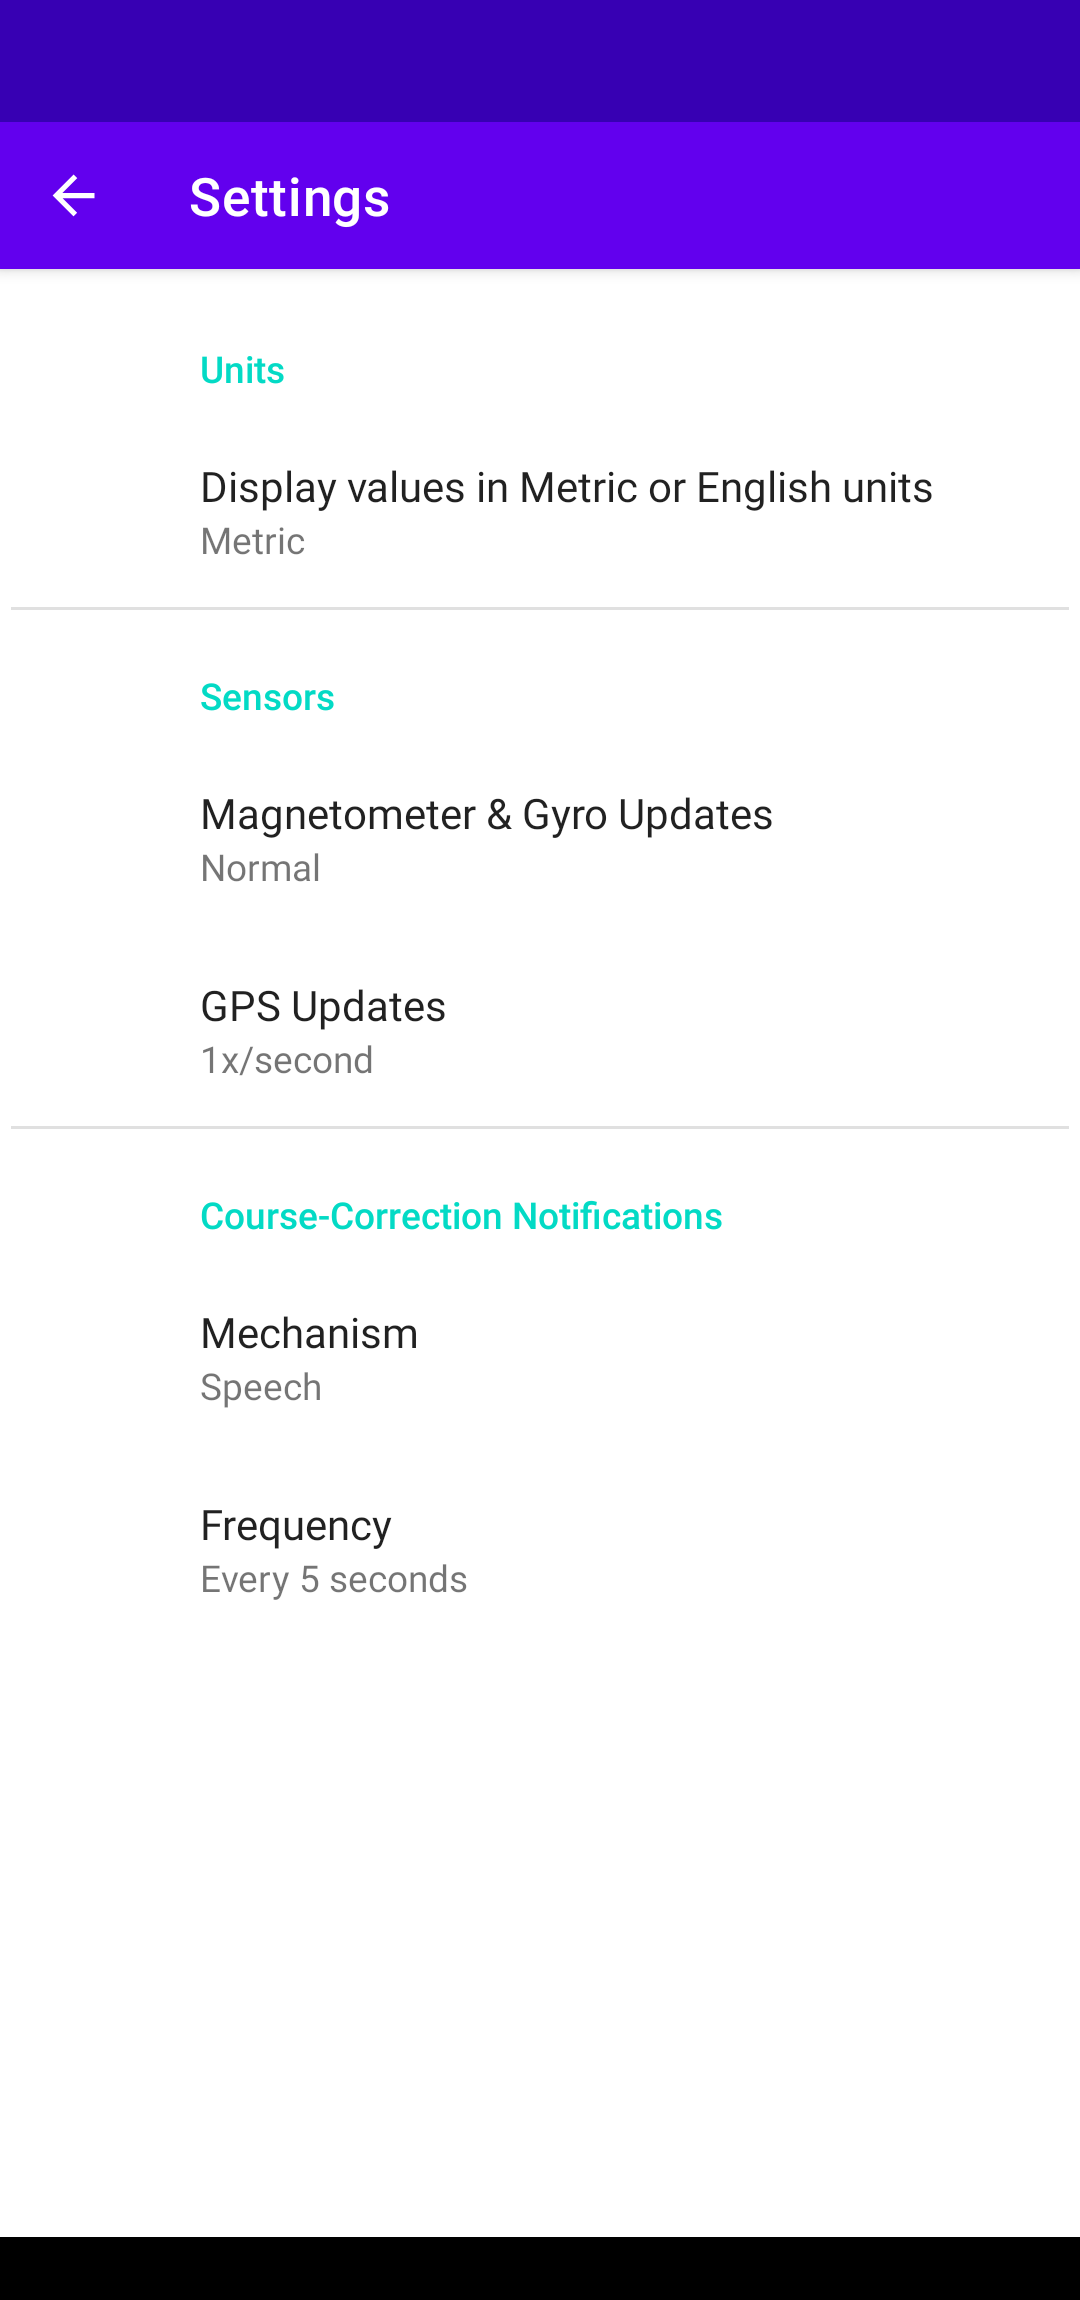 Settings
Units
Display values in Metric or English units
Metric
Sensors
Magnetometer & Gyro Updates
Normal
GPS Updates
1x/second
Course-Correction Notifications
Mechanism
Speech
Frequency
Every 5 seconds